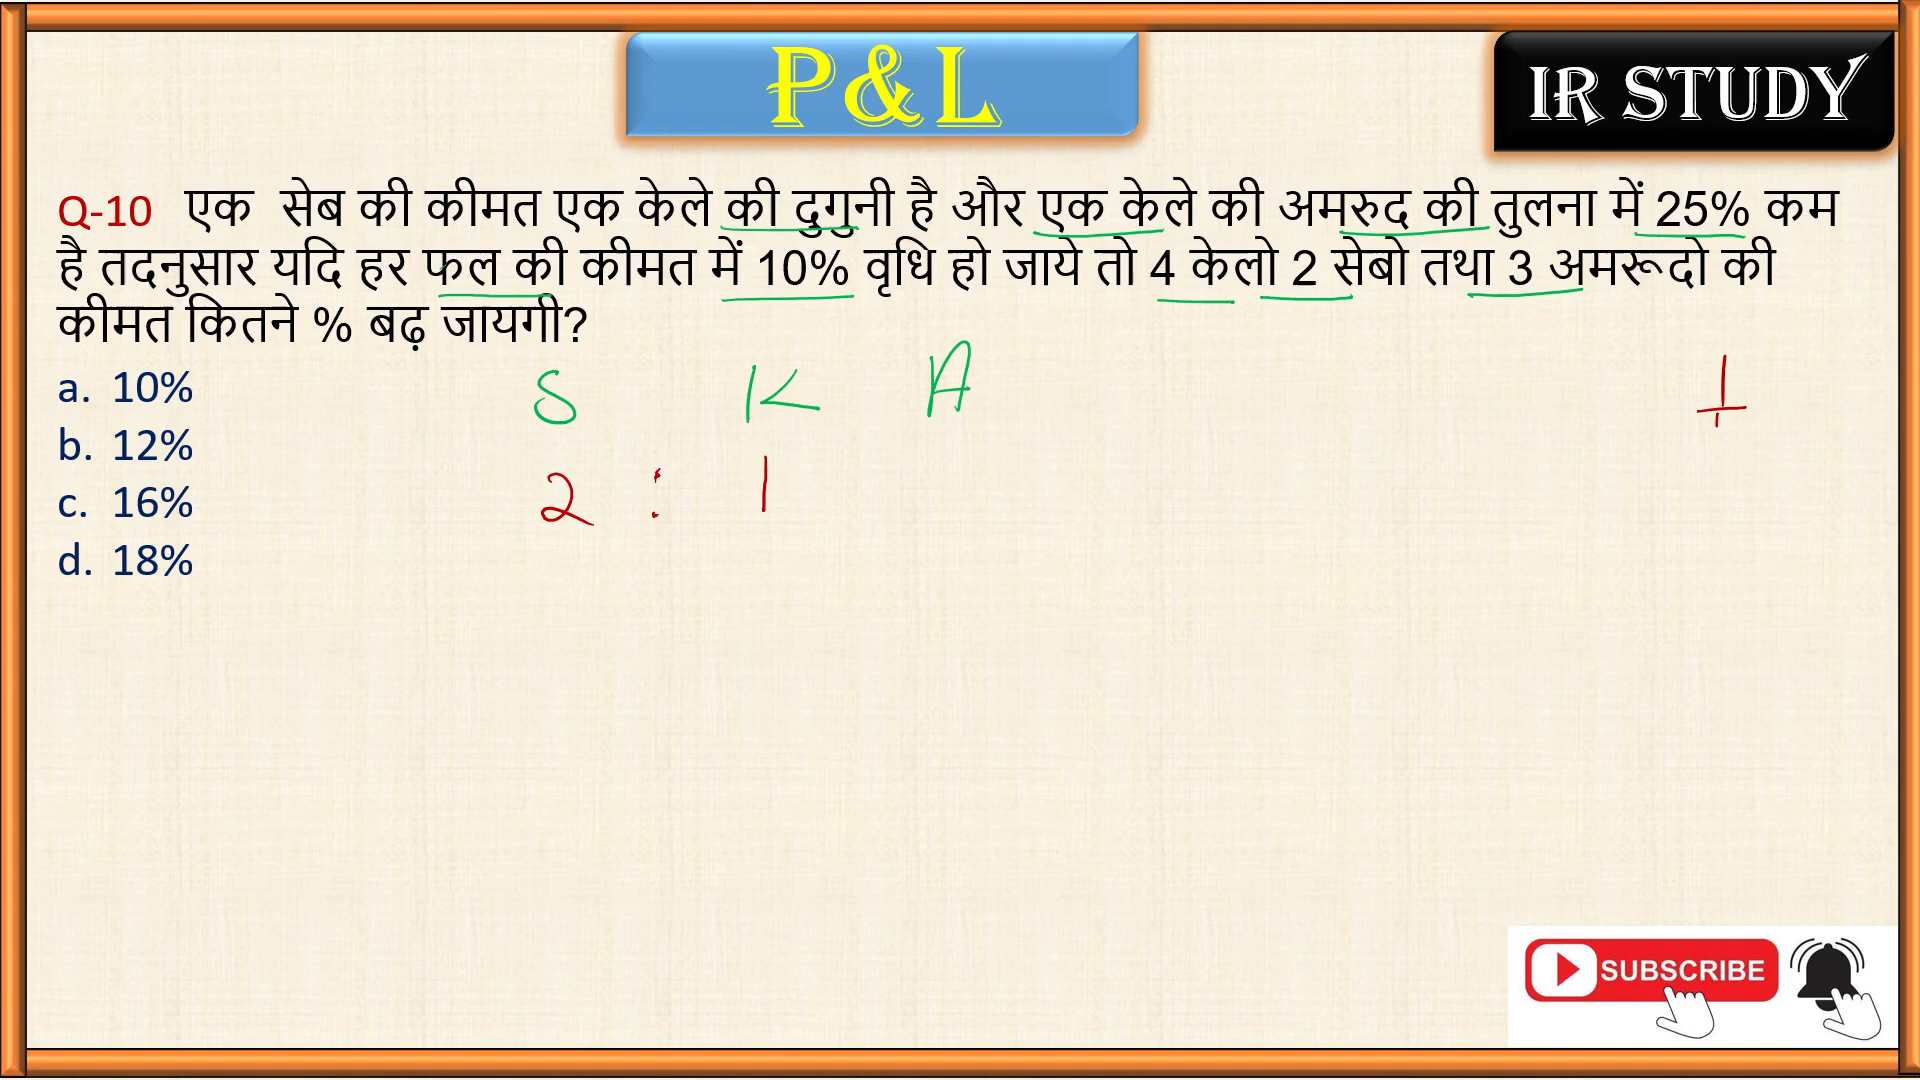 P&L
IR STUDY
Q-10 एक सेब की कीमत एक केले की दुगुनी है और एक केले की अमरुद की तुलना में 25% कम
है तदनुसार यदि हर फल की कीमत में 10% वृधि हो जाये तो 4 केलो 2 सेबो तथा 3 अमरूदो की
कीमत कितने % बढ़ जायगी?
a. 10%
b. 12%
c. 16%
d. 18%
S K A
2 : 1
1
SUBSCRIBE